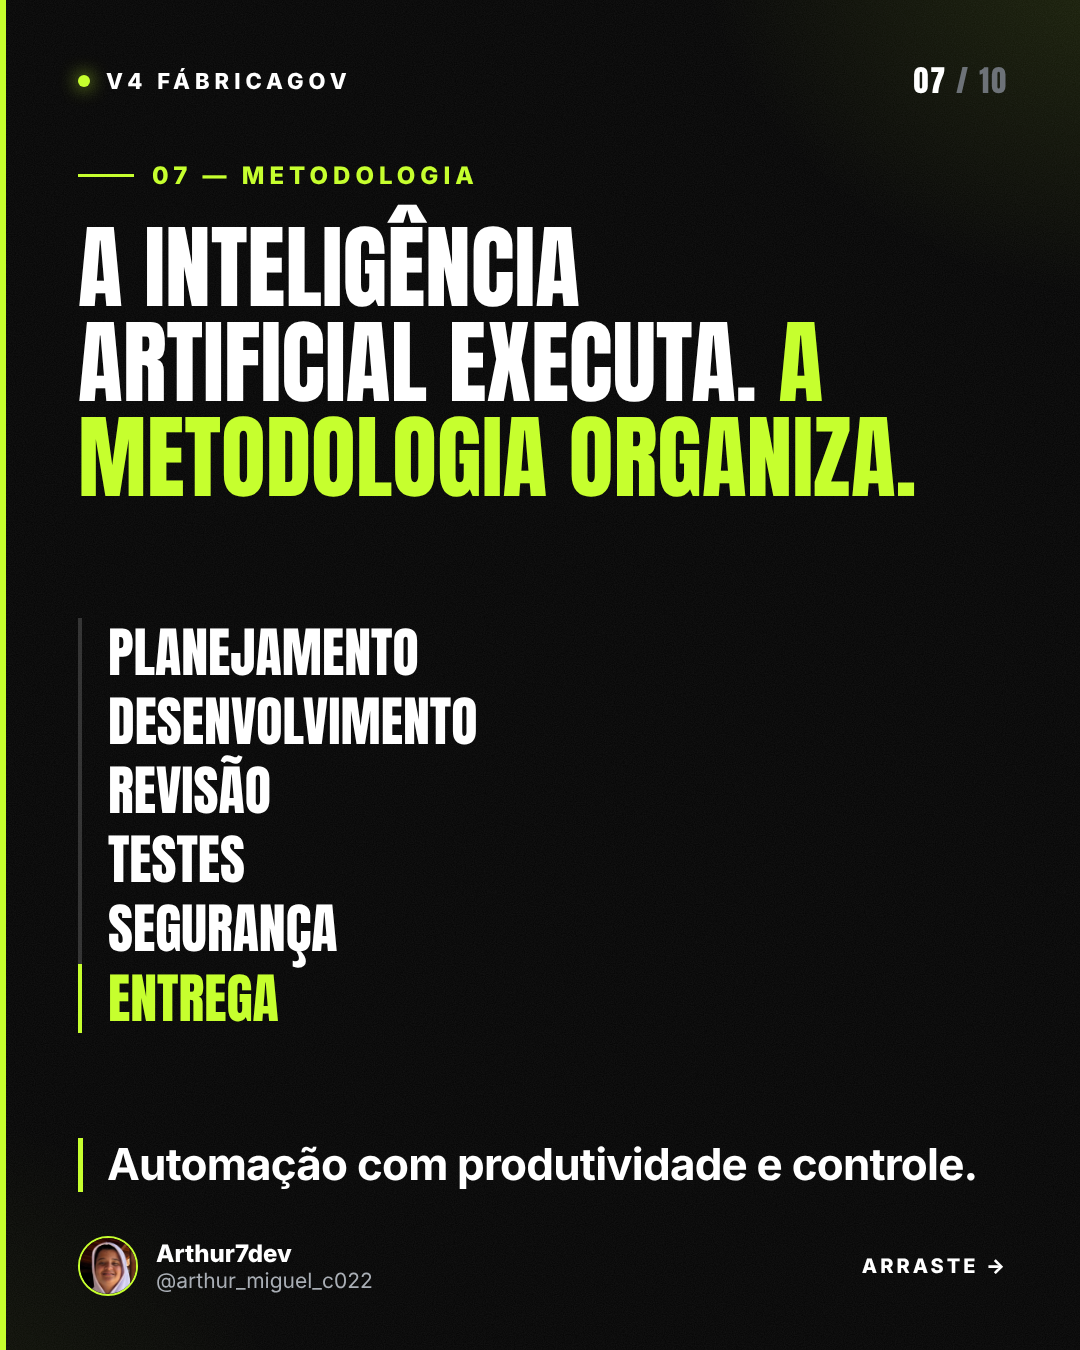 V4 FÁBRICAGOV
07 / 10
07 — METODOLOGIA
A INTELIGÊNCIA
ARTIFICIAL EXECUTA. A
METODOLOGIA ORGANIZA.
PLANEJAMENTO
DESENVOLVIMENTO
REVISÃO
TESTES
SEGURANÇA
ENTREGA
Automação com produtividade e controle.
Arthur7dev
@arthur_miguel_c022
ARRASTE →